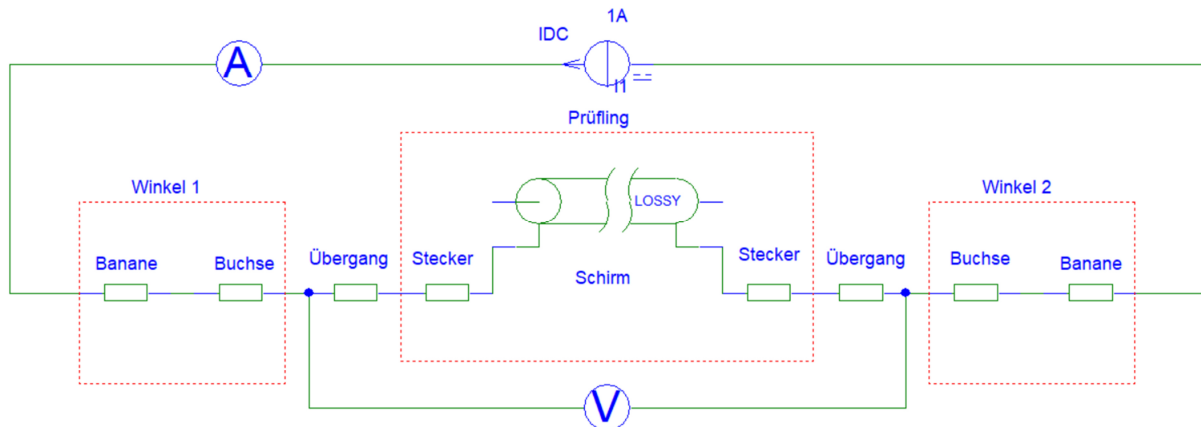 1A
IDC
A
I1
Prüfling
Winkel 1
Winkel 2
LOSSY
Banane
Buchse
Übergang
Stecker
Schirm
Stecker
Übergang
Buchse
Banane
V